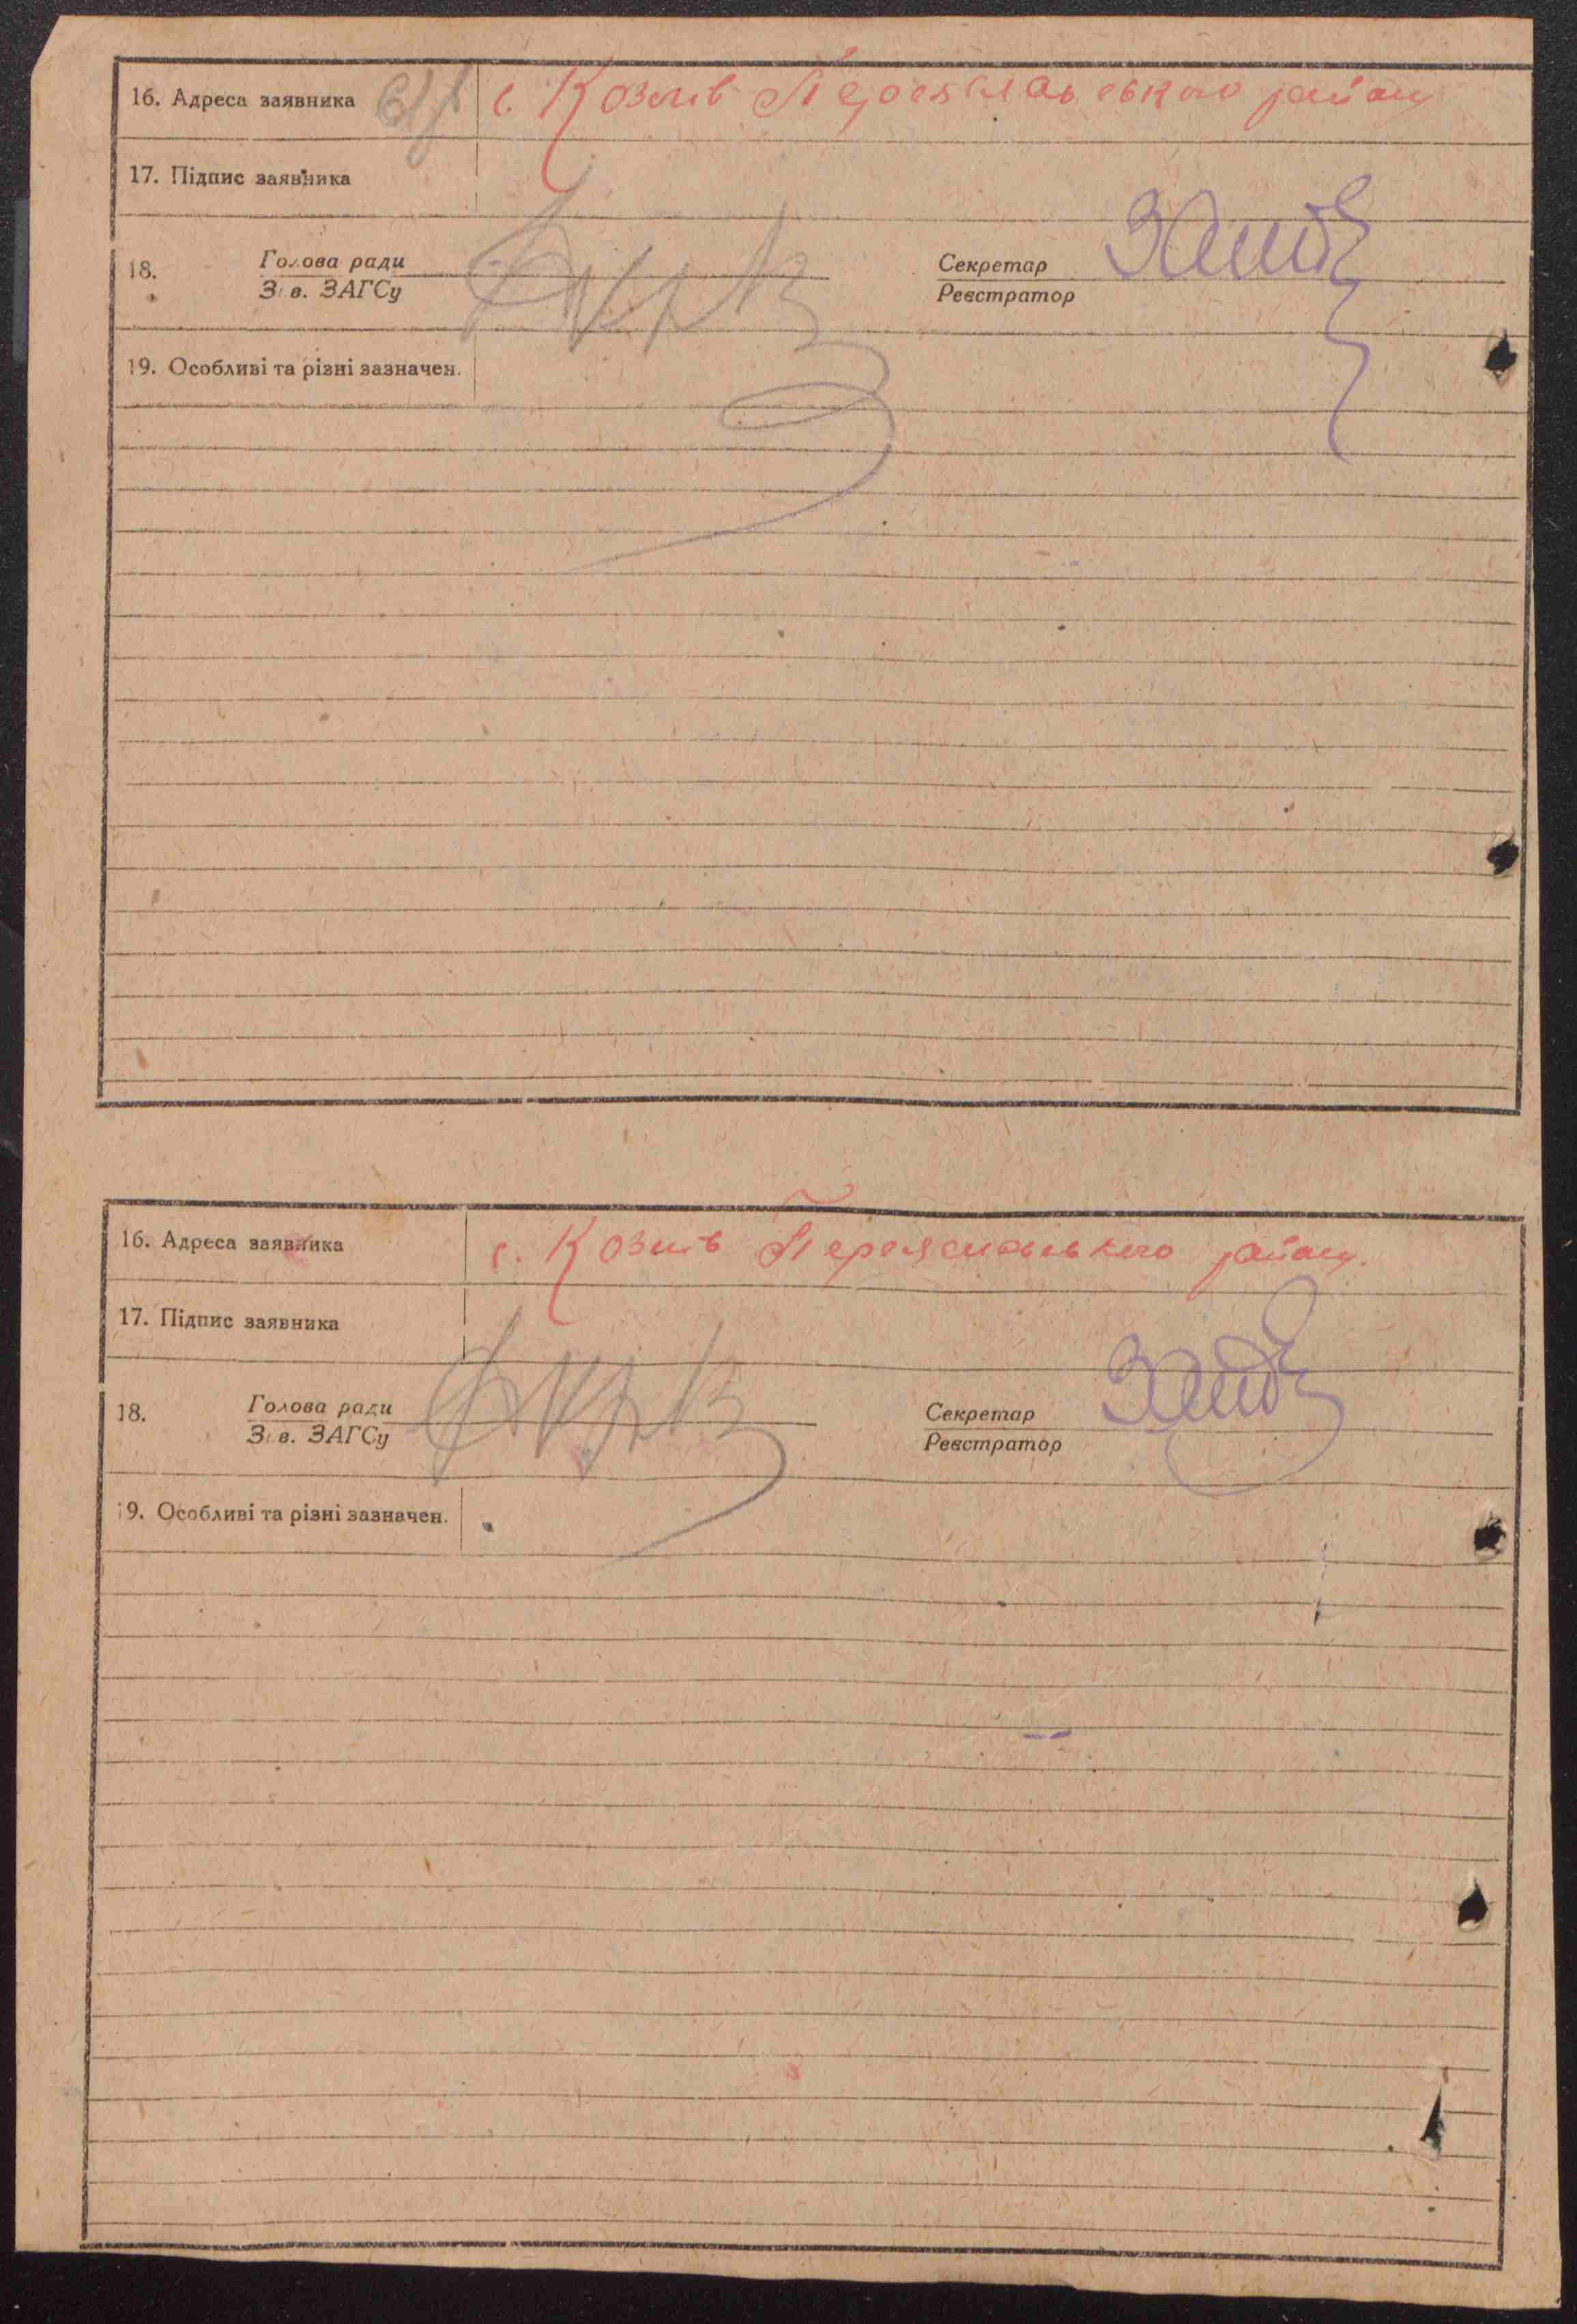 16. Адреса заявника с. Козлів Переяславського району
17. Підпис заявника
18. Голова ради Секретар
Зав. ЗАГСу Реєстратор
19. Особливі та різні зазначен.
16. Адреса заявника с. Козлів Переяславського району.
17. Підпис заявника
18. Голова ради Секретар
Зав. ЗАГСу Реєстратор
19. Особливі та різні зазначен.